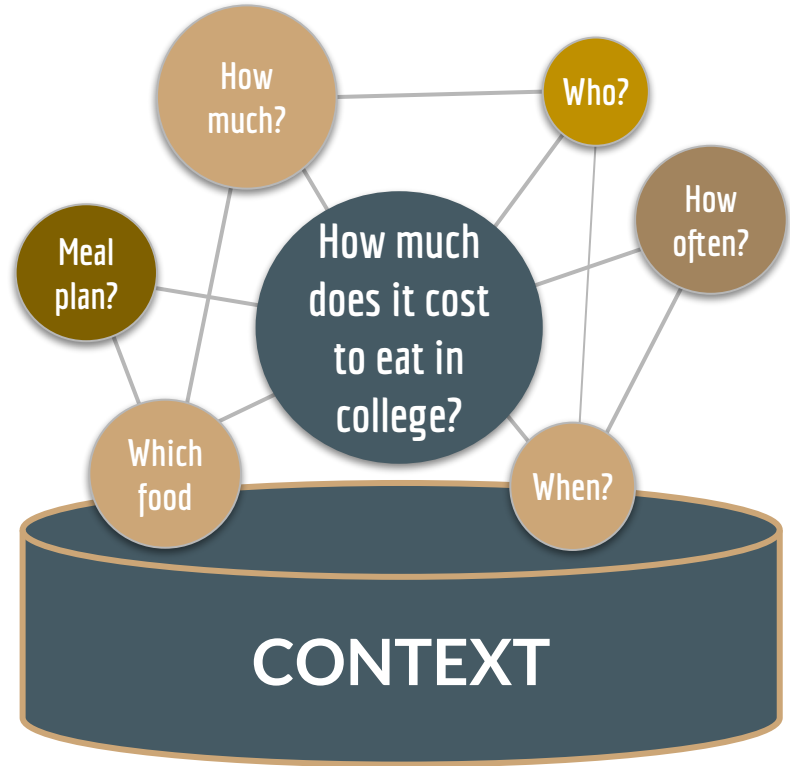 How
much?
Who?
How
often?
Meal
plan?
How much
does it cost
to eat in
college?
Which
food
When?
CONTEXT